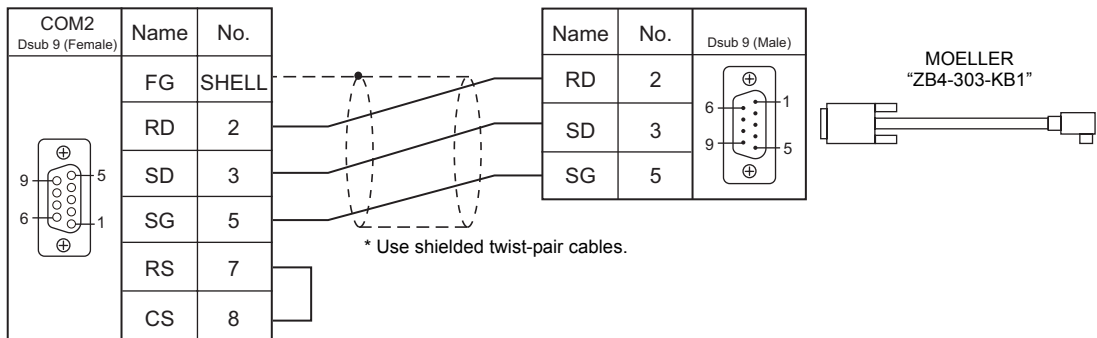 COM2
Dsub 9 (Female)
Name No.
FG SHELL
RD 2
SD 3
SG 5
RS 7
CS 8
9
5
6
1
* Use shielded twist-pair cables.
Name No.
Dsub 9 (Male)
RD 2
SD 3
SG 5
6
1
9
5
MOELLER
“ZB4-303-KB1”